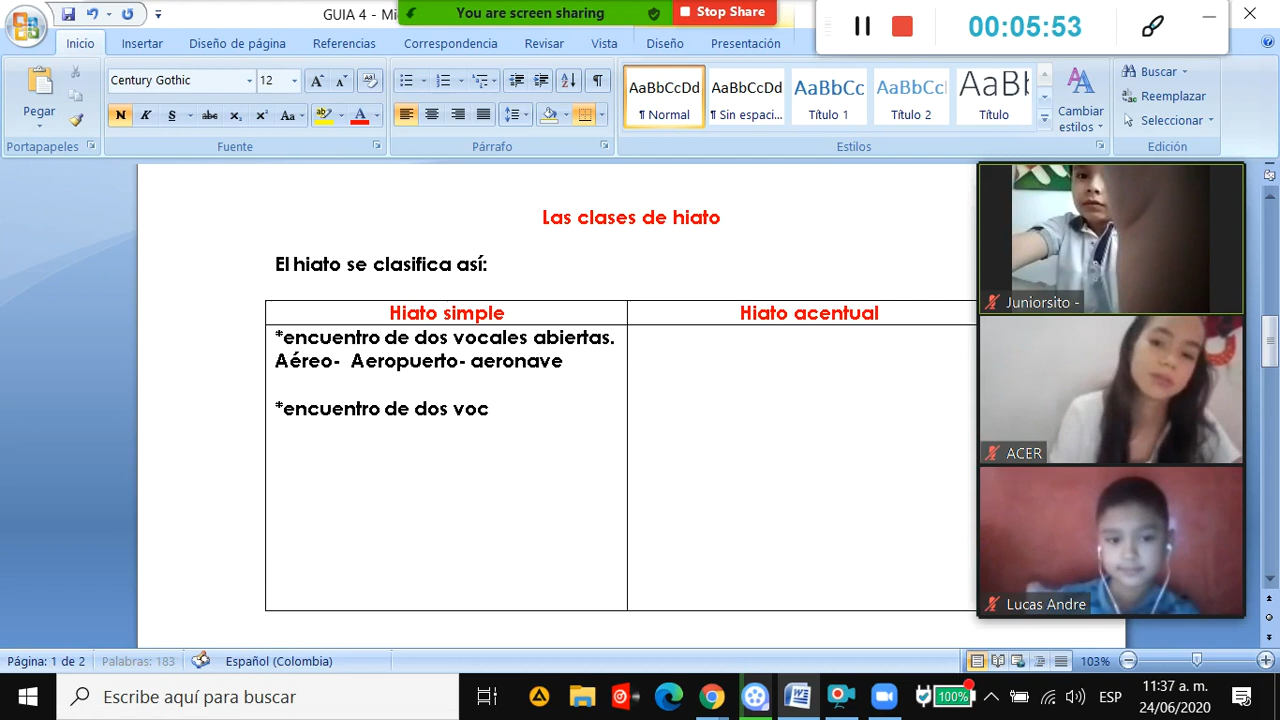 GUIA 4 - Mi
You are screen sharing
Stop Share
00:05:53
Inicio Insertar Diseño de página Referencias Correspondencia Revisar Vista Diseño Presentación
Pegar
Century Gothic 12
AaBbCcDd AaBbCcDd AaBbCc AaBbCc AaB
¶ Normal ¶ Sin espaci... Título 1 Título 2 Título
Cambiar estilos
Buscar
Reemplazar
Seleccionar
Portapapeles Fuente Párrafo Estilos Edición
Las clases de hiato
El hiato se clasifica así:
Hiato simple Hiato acentual
*encuentro de dos vocales abiertas.
Aéreo- Aeropuerto- aeronave
*encuentro de dos voc
Juniorsito -
ACER
Lucas Andre
Página: 1 de 2 Palabras: 183 Español (Colombia) 103%
Escribe aquí para buscar
100% ESP
11:37 a. m.
24/06/2020